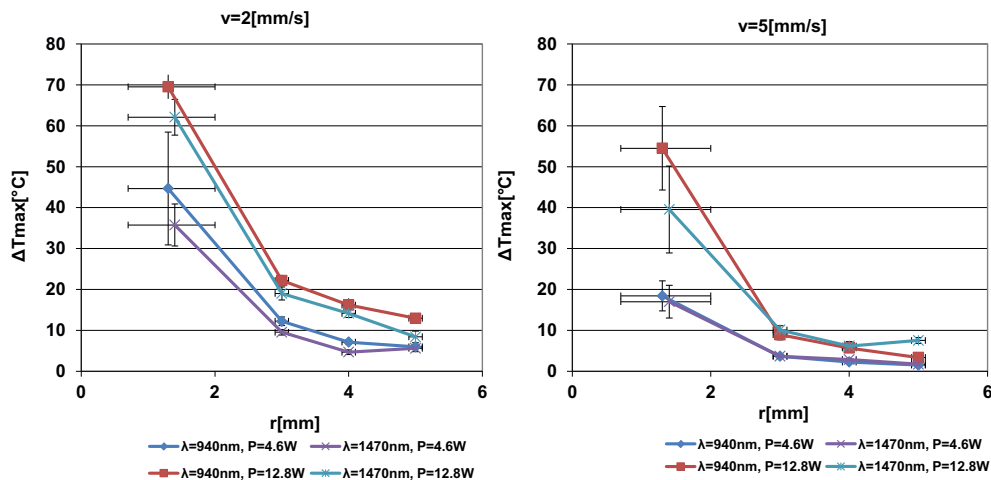 v=2[mm/s]
80
70
60
50
40
30
20
10
0
ΔTmax[°C]
0 2 4 6
r[mm]
λ=940nm, P=4.6W λ=1470nm, P=4.6W
λ=940nm, P=12.8W λ=1470nm, P=12.8W
v=5[mm/s]
80
70
60
50
40
30
20
10
0
ΔTmax[°C]
0 2 4 6
r[mm]
λ=940nm, P=4.6W λ=1470nm, P=4.6W
λ=940nm, P=12.8W λ=1470nm, P=12.8W